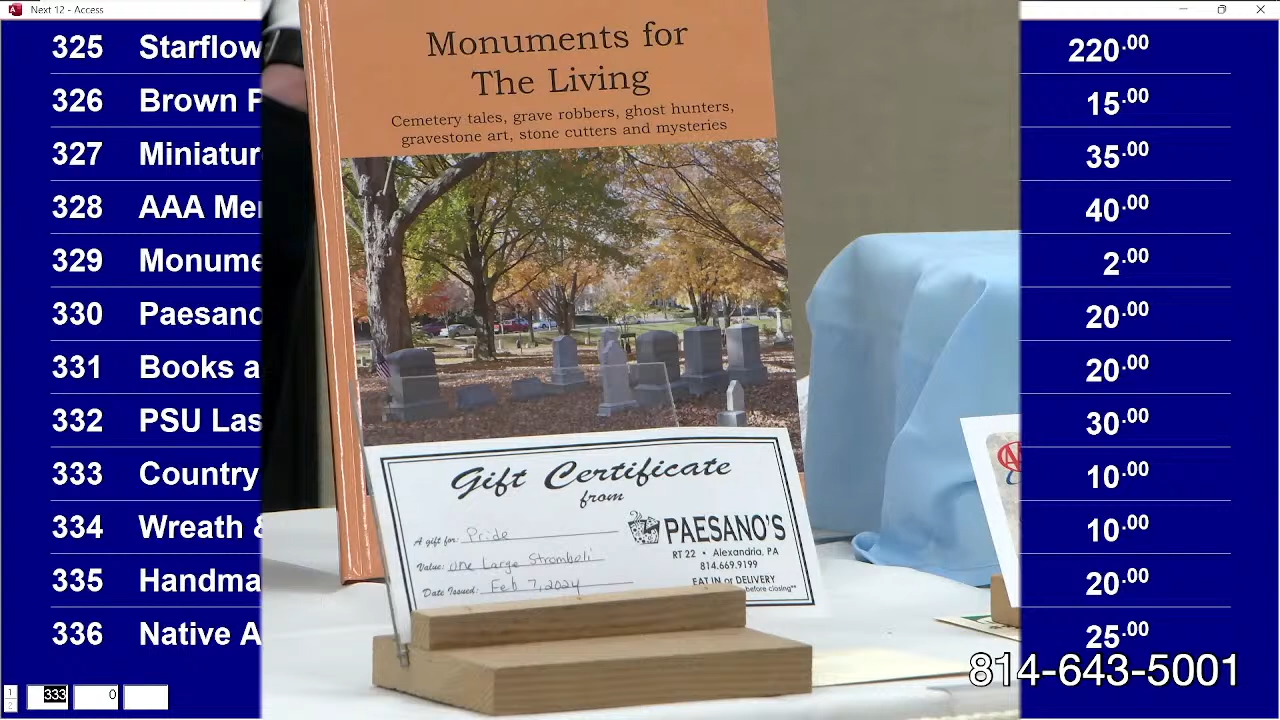 Next 12 - Access
325 Starflow 220.00
326 Brown P 15.00
327 Miniatur 35.00
328 AAA Me 40.00
329 Monume 2.00
330 Paesano 20.00
331 Books a 20.00
332 PSU Las 30.00
333 Country 10.00
334 Wreath & 10.00
335 Handma 20.00
336 Native A 25.00
814-643-5001
1
2
333
0
Monuments for
The Living
Cemetery tales, grave robbers, ghost hunters,
gravestone art, stone cutters and mysteries
Gift Certificate
from
PAESANO'S
RT 22 • Alexandria, PA
814.669.9199
EAT IN or DELIVERY
before closing**
A gift for: Pride
Value: one Large Stromboli
Date Issued: Feb 7, 2024